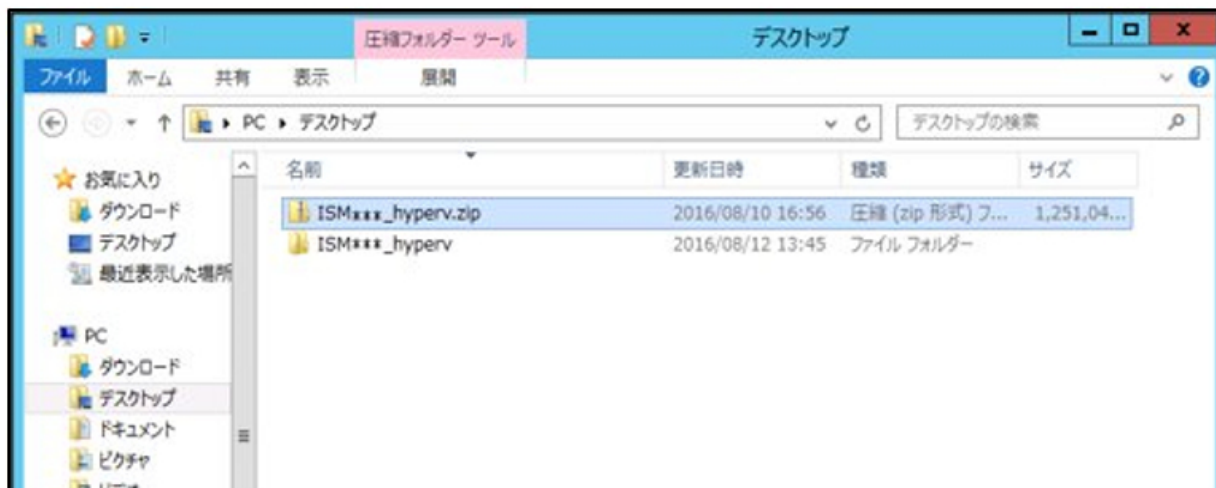 圧縮フォルダー ツール
デスクトップ
ファイル ホーム 共有 表示 展開
PC デスクトップ
デスクトップの検索
名前 更新日時 種類 サイズ
ISM***_hyperv.zip 2016/08/10 16:56 圧縮 (zip 形式) フ... 1,251,04...
ISM***_hyperv 2016/08/12 13:45 ファイル フォルダー
お気に入り
ダウンロード
デスクトップ
最近表示した場所
PC
ダウンロード
デスクトップ
ドキュメント
ピクチャ